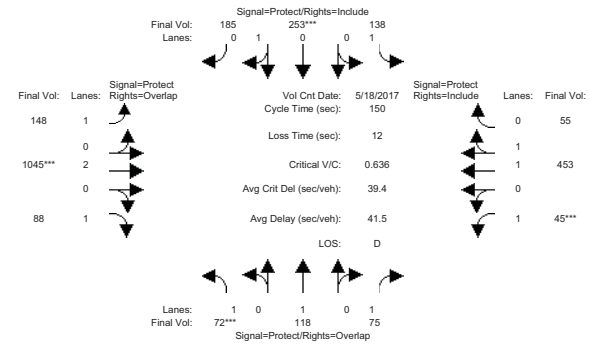 Signal=Protect/Rights=Include
Final Vol: 185 253*** 138
Lanes: 0 1 0 0 1
Signal=Protect Signal=Protect
Final Vol: Lanes: Rights=Overlap Vol Cnt Date: 5/18/2017 Rights=Include Lanes: Final Vol:
Cycle Time (sec): 150
148 1 0 55
Loss Time (sec): 12
0 1
1045*** 2 Critical V/C: 0.636 1 453
0 Avg Crit Del (sec/veh): 39.4 0
88 1 Avg Delay (sec/veh): 41.5 1 45***
LOS: D
Lanes: 1 0 1 0 1
Final Vol: 72*** 118 75
Signal=Protect/Rights=Overlap